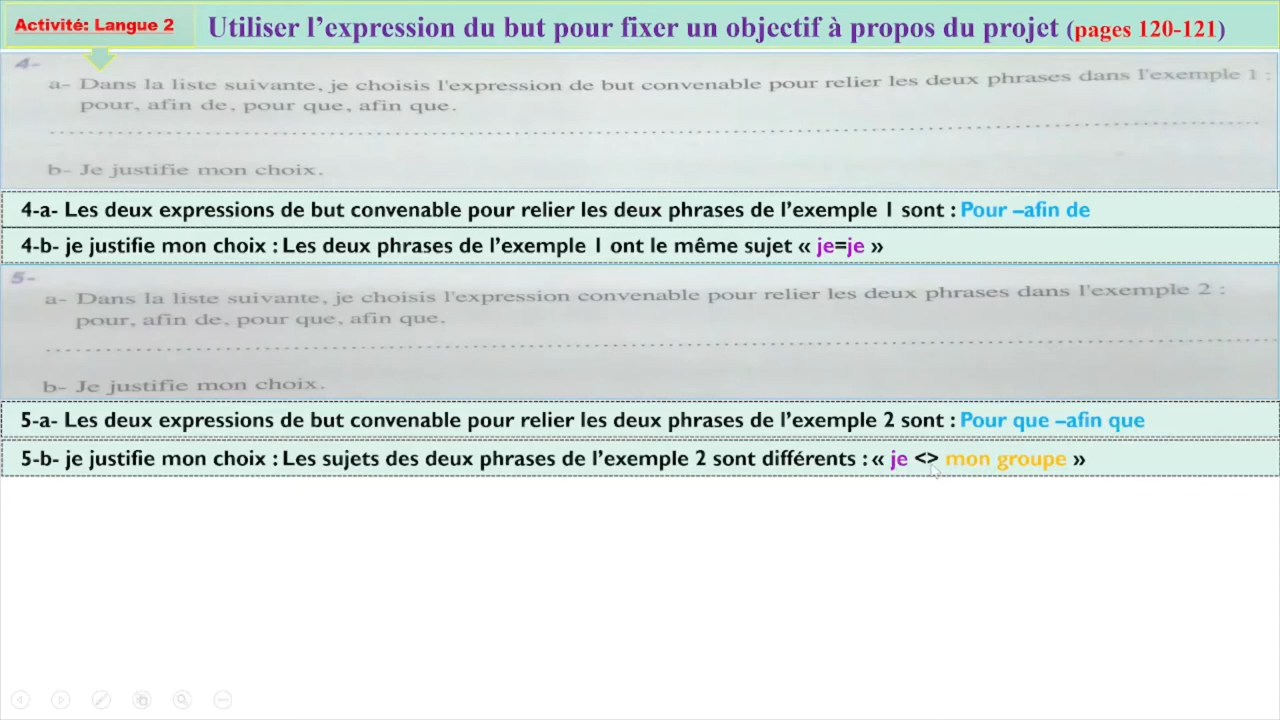 Activité: Langue 2
Utiliser l’expression du but pour fixer un objectif à propos du projet (pages 120-121)
4-
a- Dans la liste suivante, je choisis l'expression de but convenable pour relier les deux phrases dans l'exemple 1 :
pour, afin de, pour que, afin que.
b- Je justifie mon choix.
4-a- Les deux expressions de but convenable pour relier les deux phrases de l’exemple 1 sont : Pour –afin de
4-b- je justifie mon choix : Les deux phrases de l’exemple 1 ont le même sujet « je=je »
5-
a- Dans la liste suivante, je choisis l'expression convenable pour relier les deux phrases dans l'exemple 2 :
pour, afin de, pour que, afin que.
b- Je justifie mon choix.
5-a- Les deux expressions de but convenable pour relier les deux phrases de l’exemple 2 sont : Pour que –afin que
5-b- je justifie mon choix : Les sujets des deux phrases de l’exemple 2 sont différents : « je <> mon groupe »